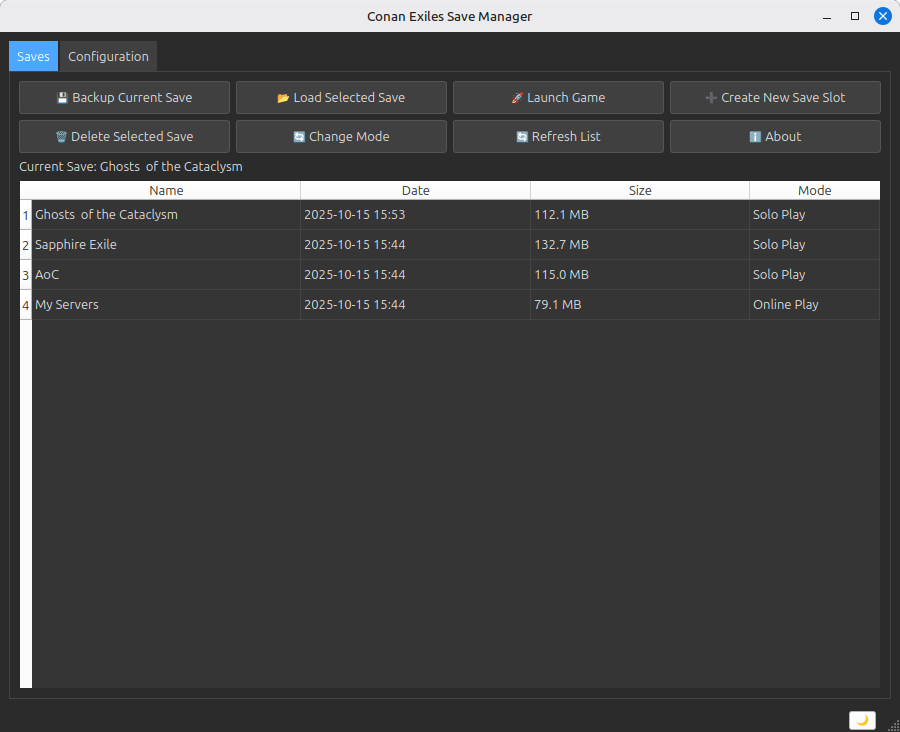 Conan Exiles Save Manager
Saves Configuration
💾 Backup Current Save 📂 Load Selected Save 🚀 Launch Game ➕ Create New Save Slot
🗑️ Delete Selected Save 🔄 Change Mode 🔄 Refresh List ℹ️ About
Current Save: Ghosts  of the Cataclysm
Name Date Size Mode
1 Ghosts  of the Cataclysm 2025-10-15 15:53 112.1 MB Solo Play
2 Sapphire Exile 2025-10-15 15:44 132.7 MB Solo Play
3 AoC 2025-10-15 15:44 115.0 MB Solo Play
4 My Servers 2025-10-15 15:44 79.1 MB Online Play